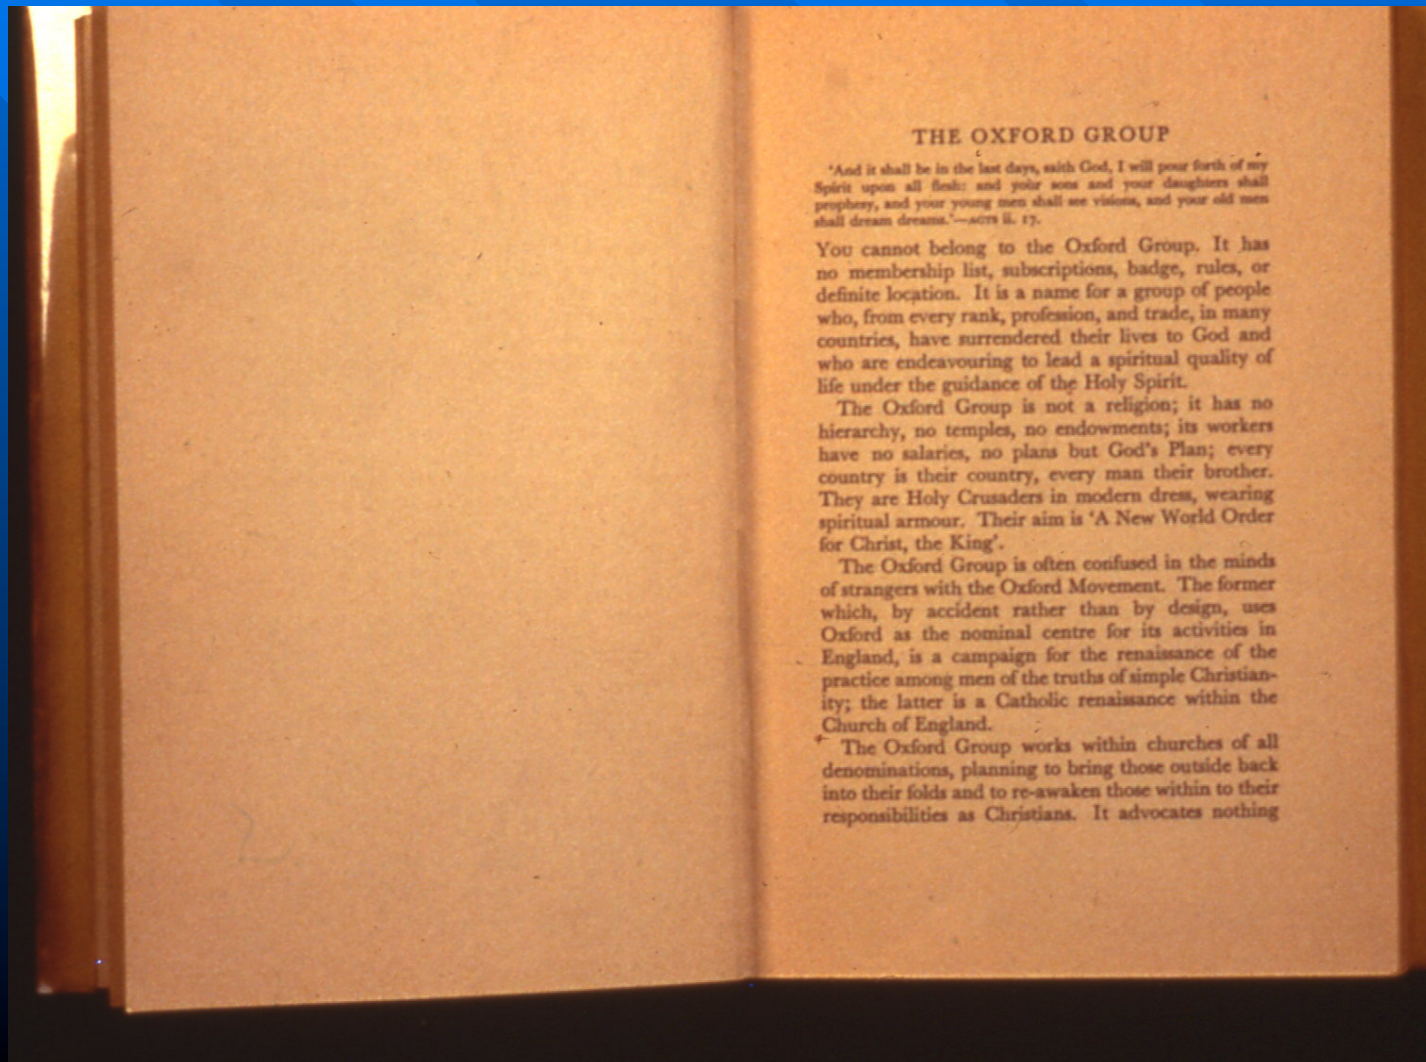 THE OXFORD GROUP
'And it shall be in the last days, saith God, I will pour forth of my
Spirit upon all flesh: and your sons and your daughters shall
prophesy, and your young men shall see visions, and your old men
shall dream dreams.'—ACTS ii. 17.
You cannot belong to the Oxford Group. It has
no membership list, subscriptions, badge, rules, or
definite location. It is a name for a group of people
who, from every rank, profession, and trade, in many
countries, have surrendered their lives to God and
who are endeavouring to lead a spiritual quality of
life under the guidance of the Holy Spirit.
The Oxford Group is not a religion; it has no
hierarchy, no temples, no endowments; its workers
have no salaries, no plans but God's Plan; every
country is their country, every man their brother.
They are Holy Crusaders in modern dress, wearing
spiritual armour. Their aim is 'A New World Order
for Christ, the King'.
The Oxford Group is often confused in the minds
of strangers with the Oxford Movement. The former
which, by accident rather than by design, uses
Oxford as the nominal centre for its activities in
England, is a campaign for the renaissance of the
practice among men of the truths of simple Christian-
ity; the latter is a Catholic renaissance within the
Church of England.
The Oxford Group works within churches of all
denominations, planning to bring those outside back
into their folds and to re-awaken those within to their
responsibilities as Christians. It advocates nothing